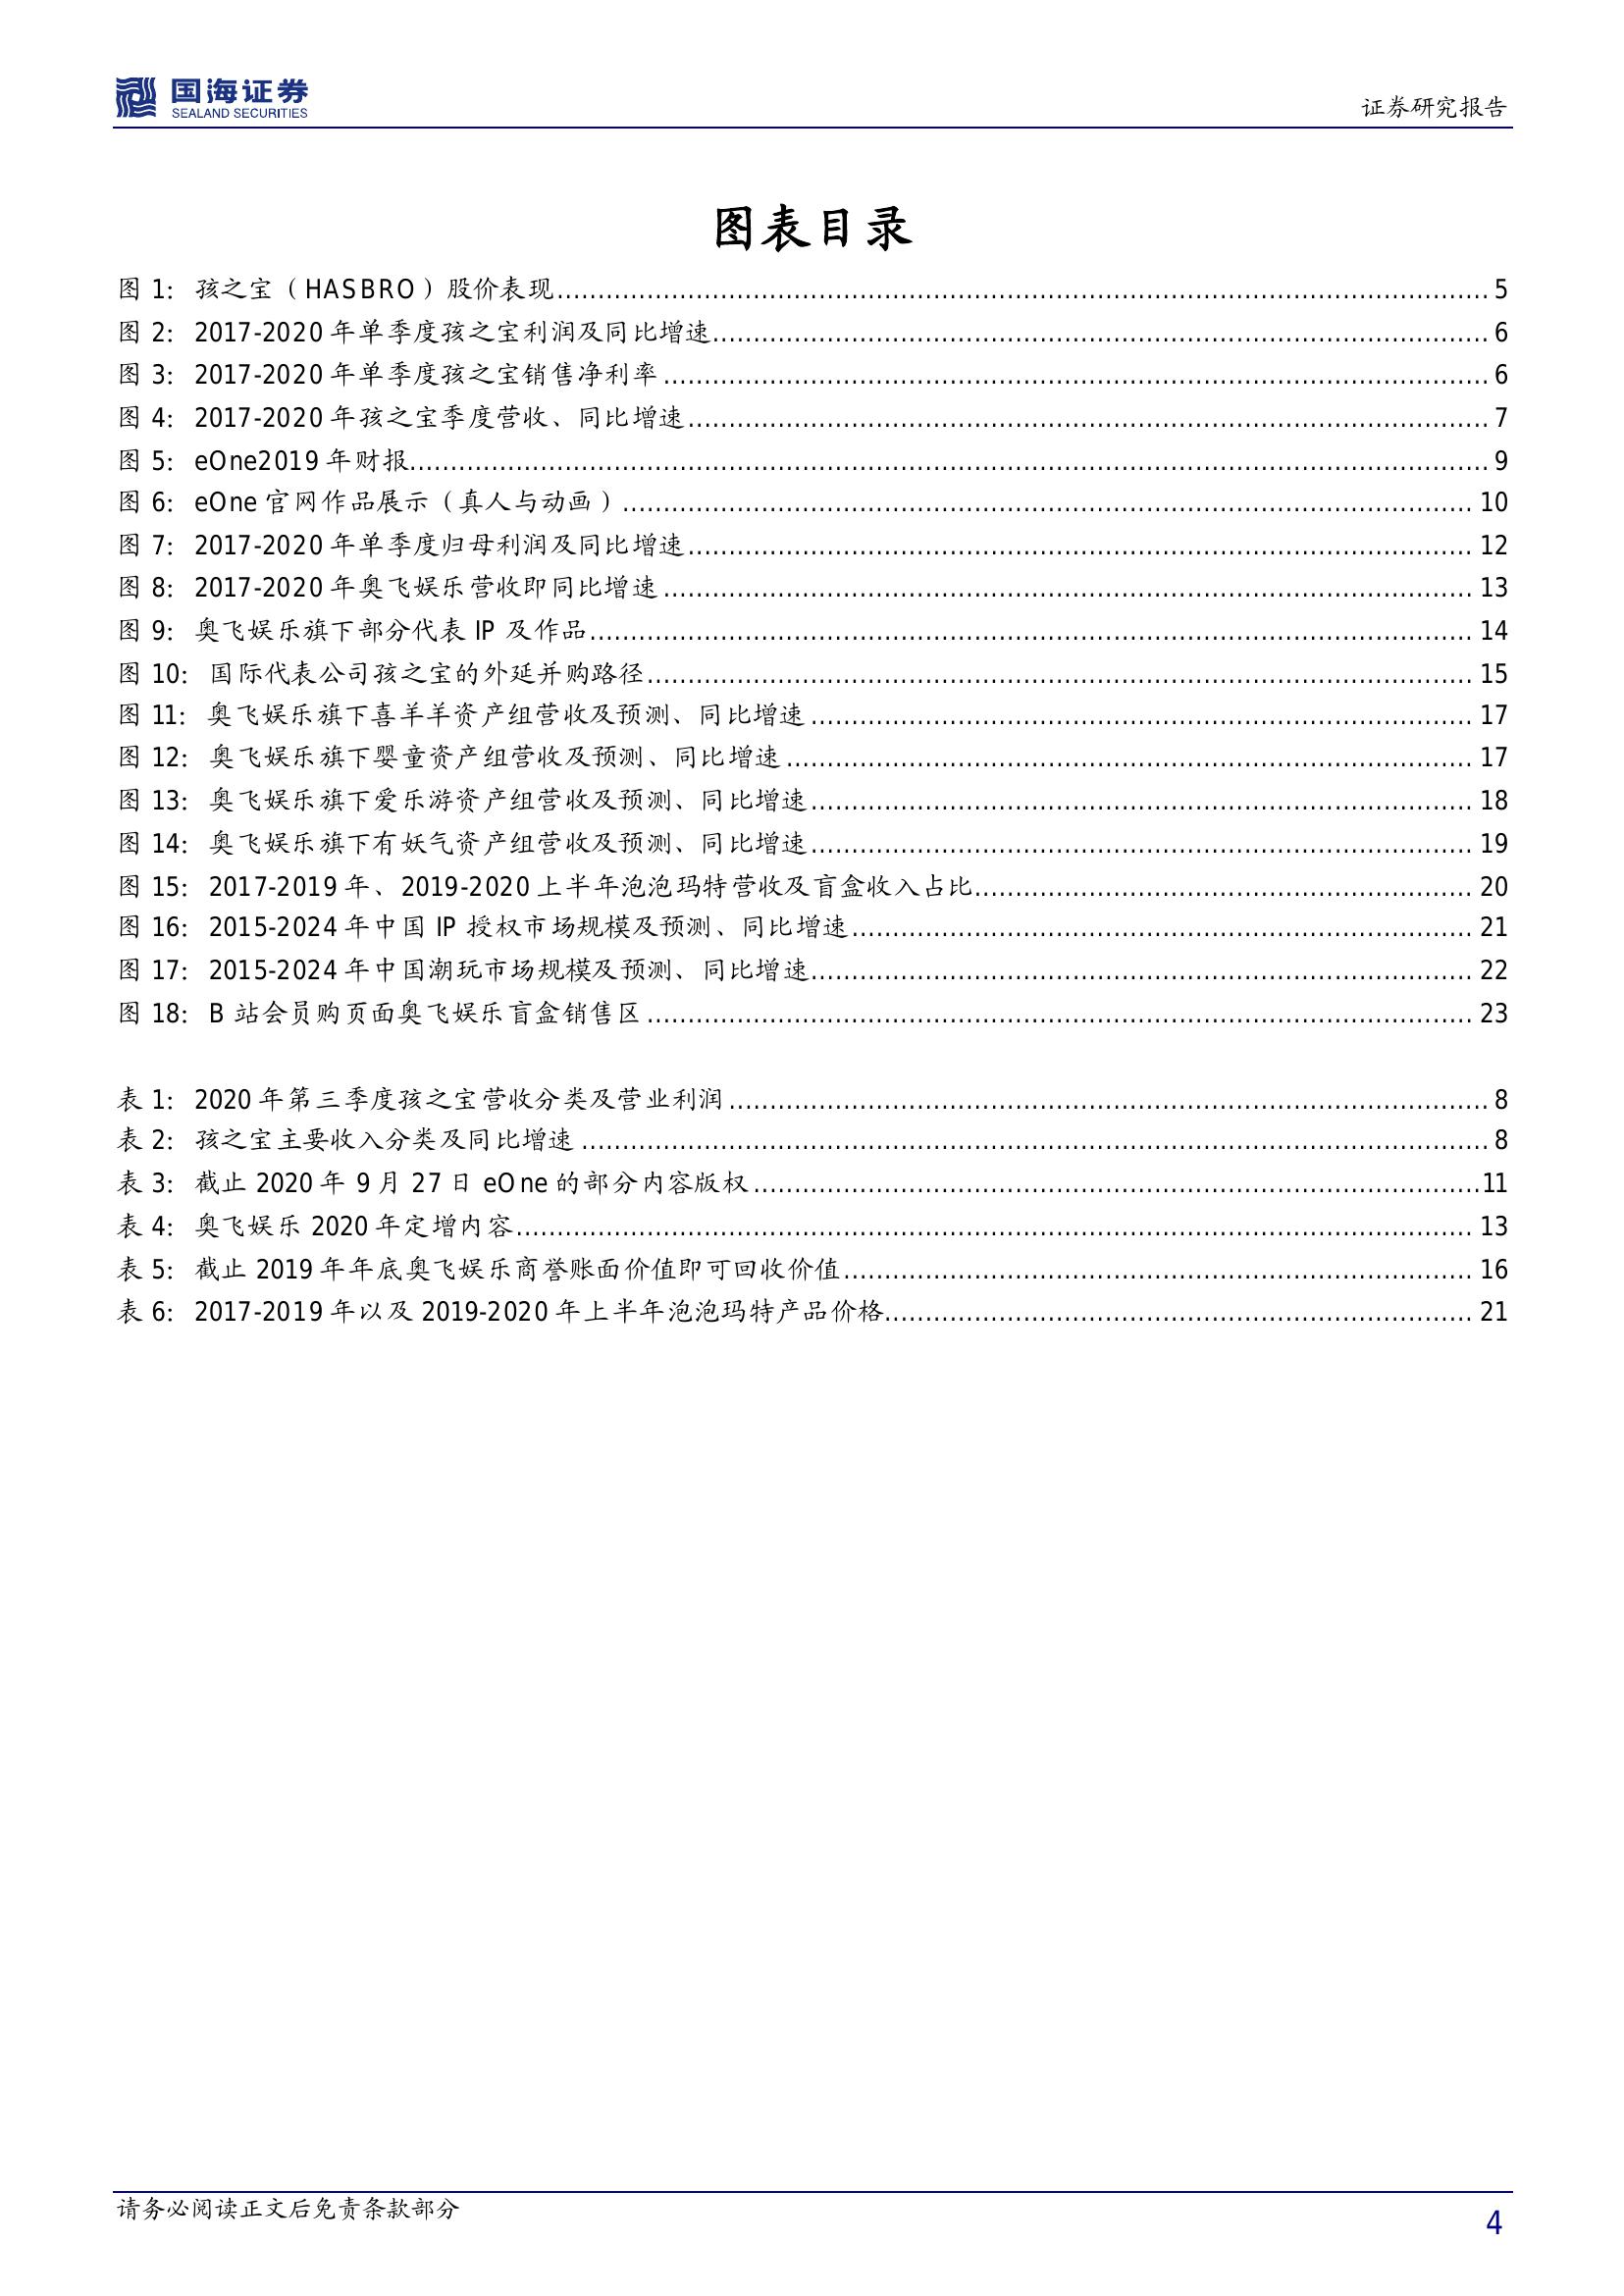 国海证券
SEALAND SECURITIES
证券研究报告
图表目录
图 1: 孩之宝（HASBRO）股价表现........................................ 5
图 2: 2017-2020 年单季度孩之宝利润及同比增速........................................ 6
图 3: 2017-2020 年单季度孩之宝销售净利率........................................ 6
图 4: 2017-2020 年孩之宝季度营收、同比增速........................................ 7
图 5: eOne2019 年财报........................................ 9
图 6: eOne 官网作品展示（真人与动画）........................................ 10
图 7: 2017-2020 年单季度归母利润及同比增速........................................ 12
图 8: 2017-2020 年奥飞娱乐营收即同比增速........................................ 13
图 9: 奥飞娱乐旗下部分代表 IP 及作品........................................ 14
图 10: 国际代表公司孩之宝的外延并购路径........................................ 15
图 11: 奥飞娱乐旗下喜羊羊资产组营收及预测、同比增速........................................ 17
图 12: 奥飞娱乐旗下婴童资产组营收及预测、同比增速........................................ 17
图 13: 奥飞娱乐旗下爱乐游资产组营收及预测、同比增速........................................ 18
图 14: 奥飞娱乐旗下有妖气资产组营收及预测、同比增速........................................ 19
图 15: 2017-2019 年、2019-2020 上半年泡泡玛特营收及盲盒收入占比........................................ 20
图 16: 2015-2024 年中国 IP 授权市场规模及预测、同比增速........................................ 21
图 17: 2015-2024 年中国潮玩市场规模及预测、同比增速........................................ 22
图 18: B 站会员购页面奥飞娱乐盲盒销售区........................................ 23
表 1: 2020 年第三季度孩之宝营收分类及营业利润........................................ 8
表 2: 孩之宝主要收入分类及同比增速........................................ 8
表 3: 截止 2020 年 9 月 27 日 eOne 的部分内容版权........................................ 11
表 4: 奥飞娱乐 2020 年定增内容........................................ 13
表 5: 截止 2019 年年底奥飞娱乐商誉账面价值即可回收价值........................................ 16
表 6: 2017-2019 年以及 2019-2020 年上半年泡泡玛特产品价格........................................ 21
请务必阅读正文后免责条款部分
4